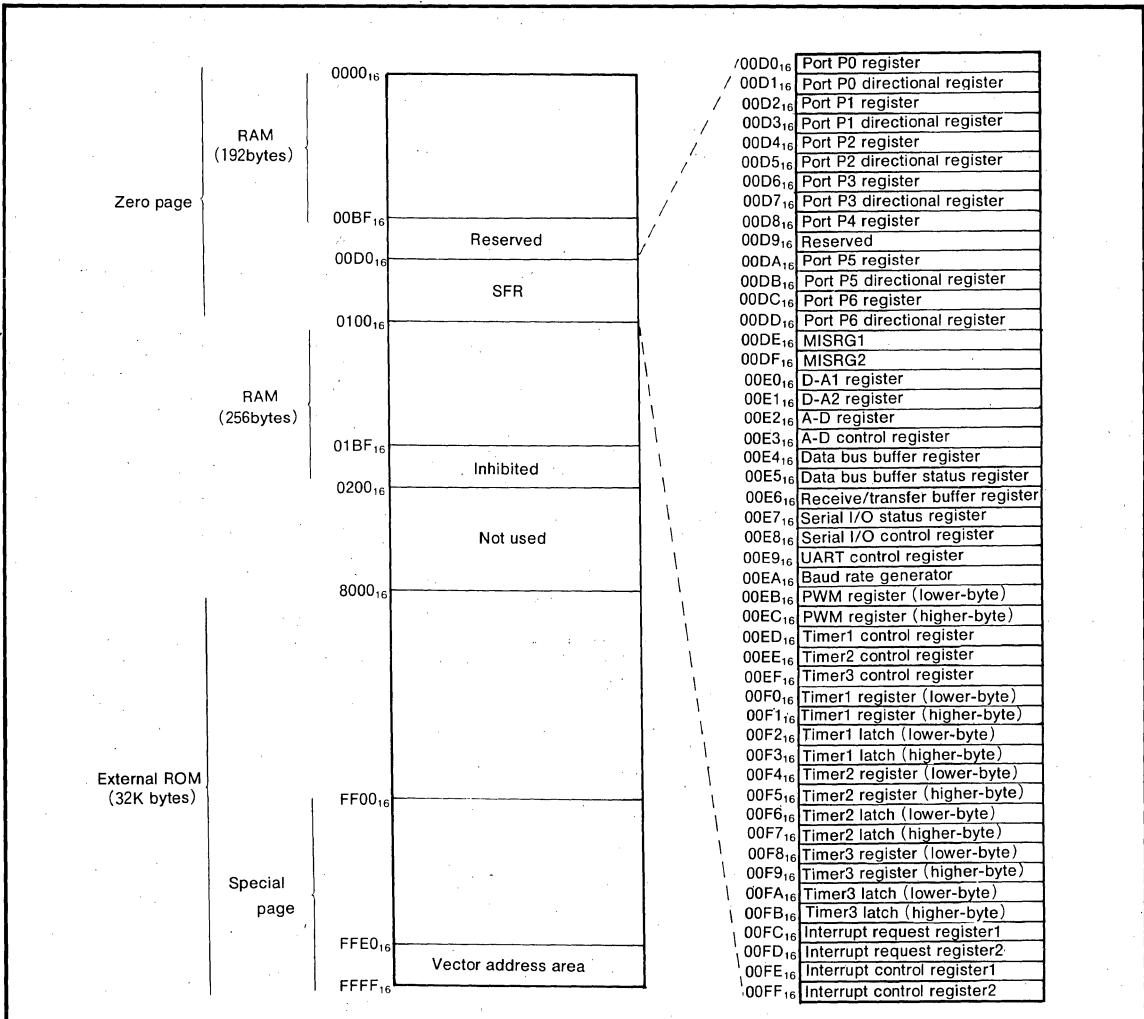 Zero page
RAM
(192bytes)
RAM
(256bytes)
External ROM
(32K bytes)
Special
page
0000₁₆
00BF₁₆
Reserved
00D0₁₆
SFR
0100₁₆
01BF₁₆
Inhibited
0200₁₆
Not used
8000₁₆
FF00₁₆
FFE0₁₆
Vector address area
FFFF₁₆
00D0₁₆ Port P0 register
00D1₁₆ Port P0 directional register
00D2₁₆ Port P1 register
00D3₁₆ Port P1 directional register
00D4₁₆ Port P2 register
00D5₁₆ Port P2 directional register
00D6₁₆ Port P3 register
00D7₁₆ Port P3 directional register
00D8₁₆ Port P4 register
00D9₁₆ Reserved
00DA₁₆ Port P5 register
00DB₁₆ Port P5 directional register
00DC₁₆ Port P6 register
00DD₁₆ Port P6 directional register
00DE₁₆ MISRG1
00DF₁₆ MISRG2
00E0₁₆ D-A1 register
00E1₁₆ D-A2 register
00E2₁₆ A-D register
00E3₁₆ A-D control register
00E4₁₆ Data bus buffer register
00E5₁₆ Data bus buffer status register
00E6₁₆ Receive/transfer buffer register
00E7₁₆ Serial I/O status register
00E8₁₆ Serial I/O control register
00E9₁₆ UART control register
00EA₁₆ Baud rate generator
00EB₁₆ PWM register (lower-byte)
00EC₁₆ PWM register (higher-byte)
00ED₁₆ Timer1 control register
00EE₁₆ Timer2 control register
00EF₁₆ Timer3 control register
00F0₁₆ Timer1 register (lower-byte)
00F1₁₆ Timer1 register (higher-byte)
00F2₁₆ Timer1 latch (lower-byte)
00F3₁₆ Timer1 latch (higher-byte)
00F4₁₆ Timer2 register (lower-byte)
00F5₁₆ Timer2 register (higher-byte)
00F6₁₆ Timer2 latch (lower-byte)
00F7₁₆ Timer2 latch (higher-byte)
00F8₁₆ Timer3 register (lower-byte)
00F9₁₆ Timer3 register (higher-byte)
00FA₁₆ Timer3 latch (lower-byte)
00FB₁₆ Timer3 latch (higher-byte)
00FC₁₆ Interrupt request register1
00FD₁₆ Interrupt request register2
00FE₁₆ Interrupt control register1
00FF₁₆ Interrupt control register2